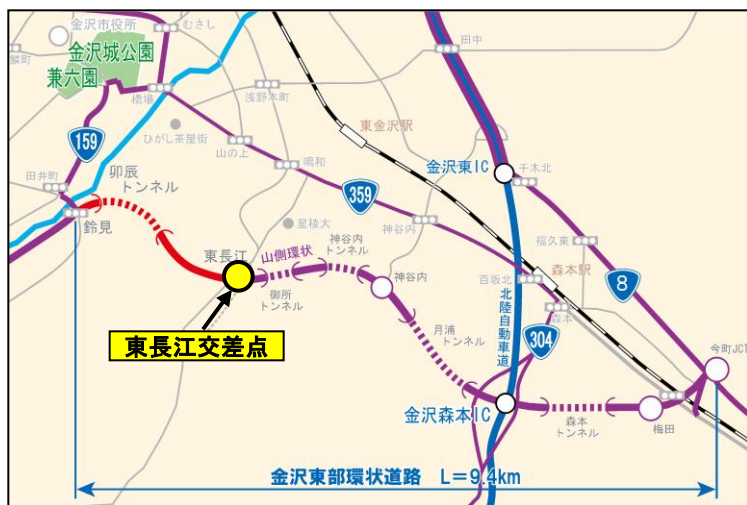 金沢市役所
むさし
田中
金沢城公園
兼六園
橋場
浅野本町
東金沢駅
159
ひがし茶屋街
山の上
鳴和
金沢東IC
千木北
田井町
卯辰
トンネル
359
鈴見
星稜大
福久東
東長江
山側環状
神谷内
トンネル
神谷内
森本駅
8
御所
トンネル
神谷内
百坂北
森本
東長江交差点
月浦
トンネル
北陸自動車道
304
今町JCT
金沢森本IC
森本
トンネル
梅田
金沢東部環状道路 L=9.4km